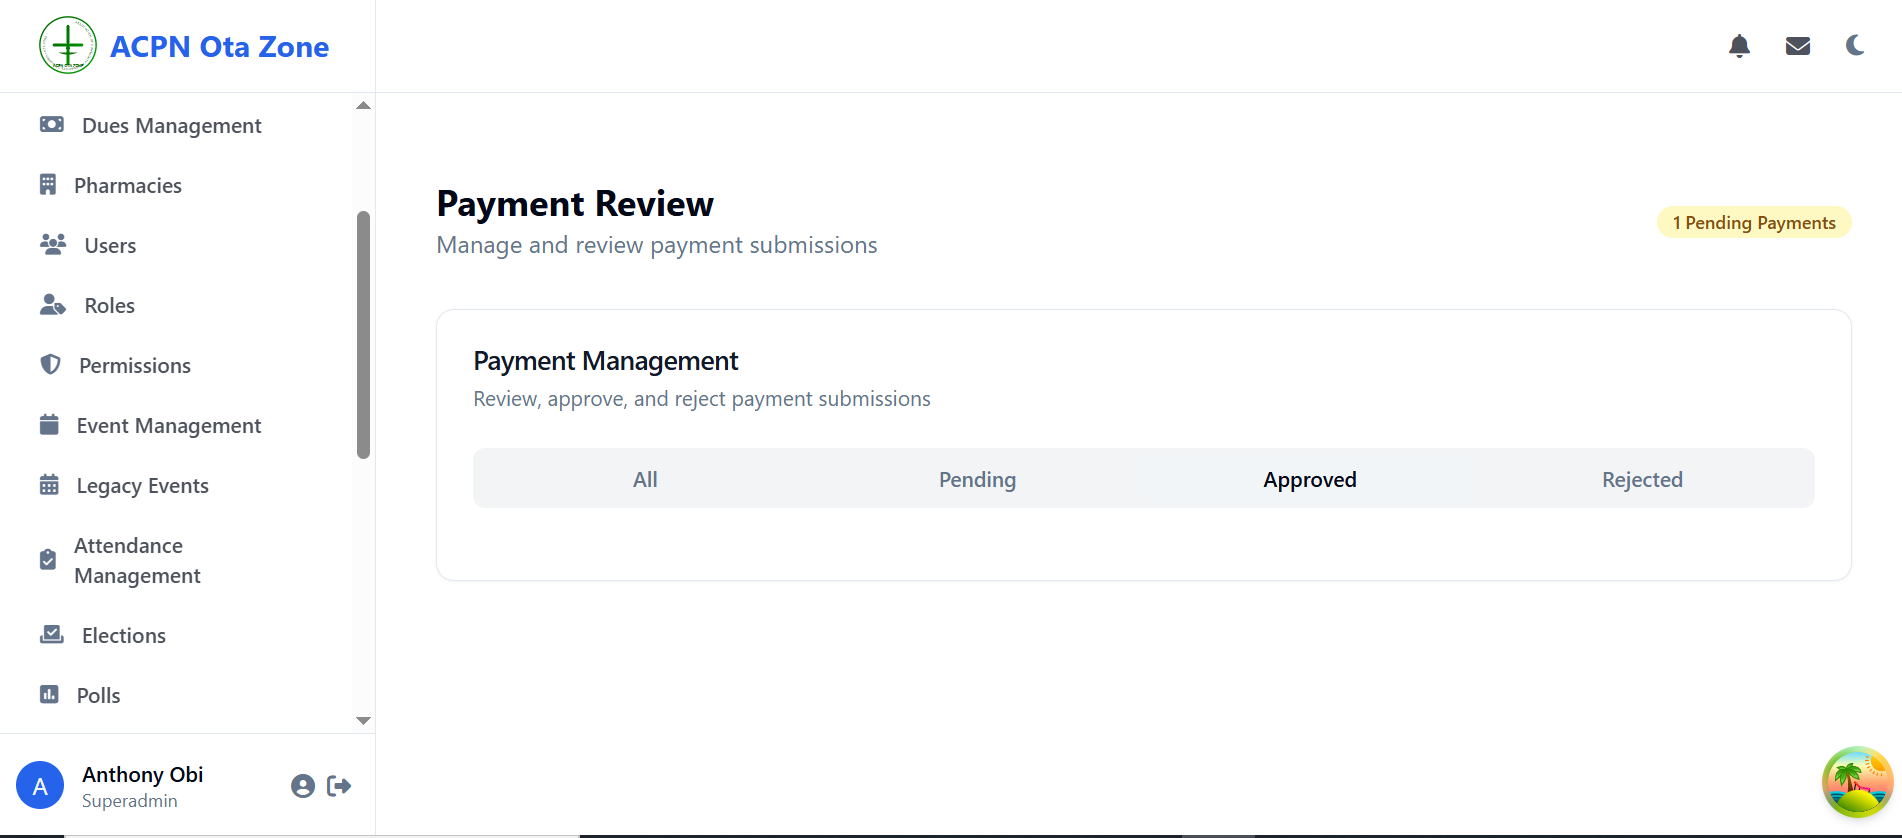 ACPN Ota Zone
Dues Management
Pharmacies
Users
Roles
Permissions
Event Management
Legacy Events
Attendance
Management
Elections
Polls
Anthony Obi
Superadmin
A
Payment Review
Manage and review payment submissions
1 Pending Payments
Payment Management
Review, approve, and reject payment submissions
All
Pending
Approved
Rejected